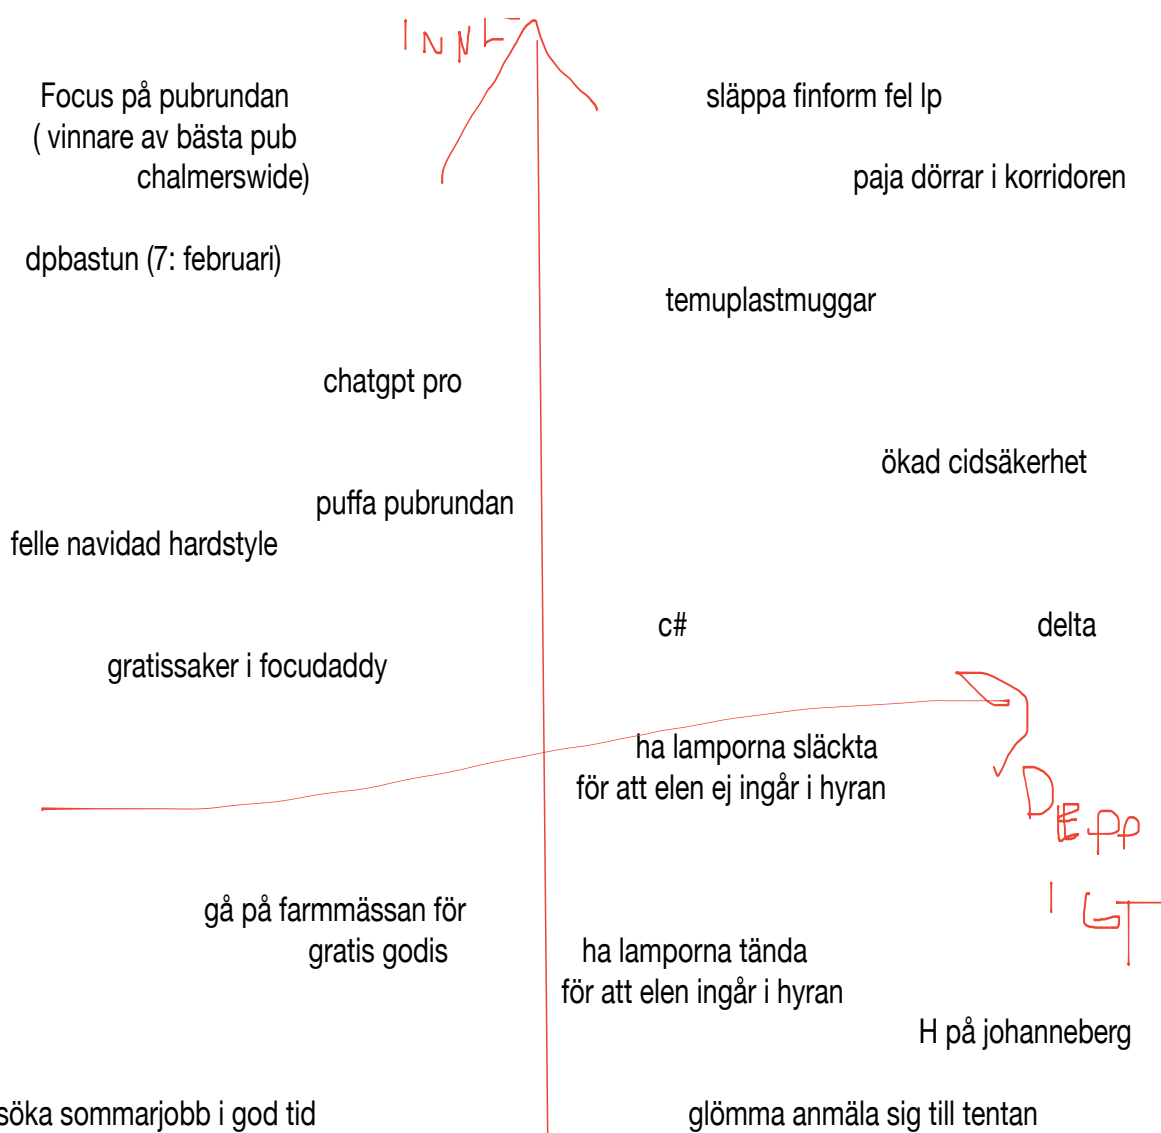 INNE
Focus på pubrundan
( vinnare av bästa pub
chalmerswide)
släppa finform fel lp
paja dörrar i korridoren
dpbastun (7: februari)
temuplastmuggar
chatgpt pro
ökad cidsäkerhet
puffa pubrundan
felle navidad hardstyle
c#
delta
gratissaker i focudaddy
ha lamporna släckta
för att elen ej ingår i hyran
DEPP
IGT
gå på farmmässan för
gratis godis
ha lamporna tända
för att elen ingår i hyran
H på johanneberg
söka sommarjobb i god tid
glömma anmäla sig till tentan